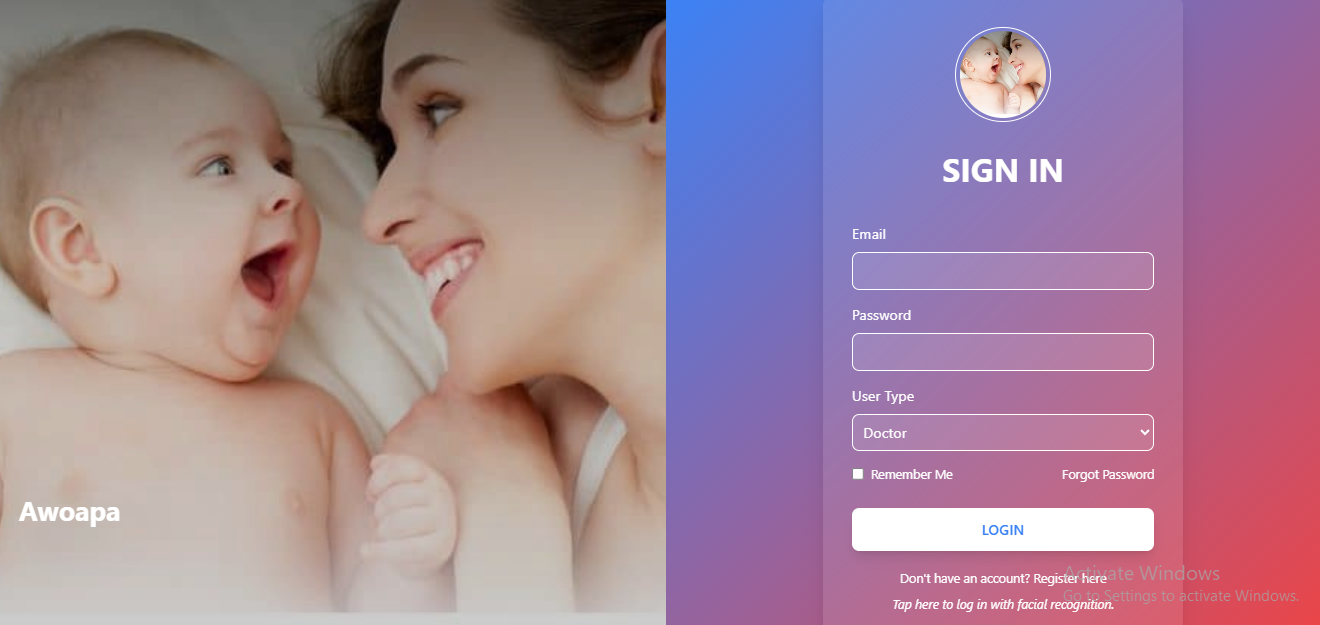 Awoapa
SIGN IN
Email
Password
User Type
Doctor
Remember Me
Forgot Password
LOGIN
Don't have an account? Register here
Tap here to log in with facial recognition.
Activate Windows
Go to Settings to activate Windows.